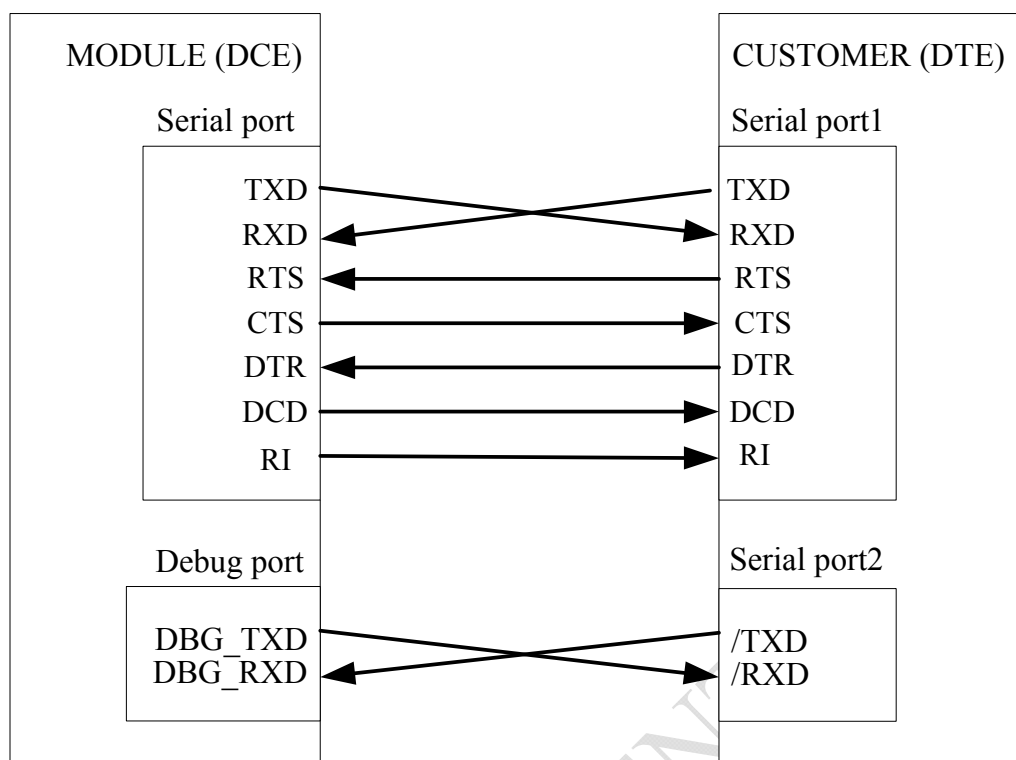 MODULE (DCE)
CUSTOMER (DTE)
Serial port
Serial port1
TXD
TXD
RXD
RXD
RTS
RTS
CTS
CTS
DTR
DTR
DCD
DCD
RI
RI
Debug port
Serial port2
DBG_TXD
/TXD
DBG_RXD
/RXD